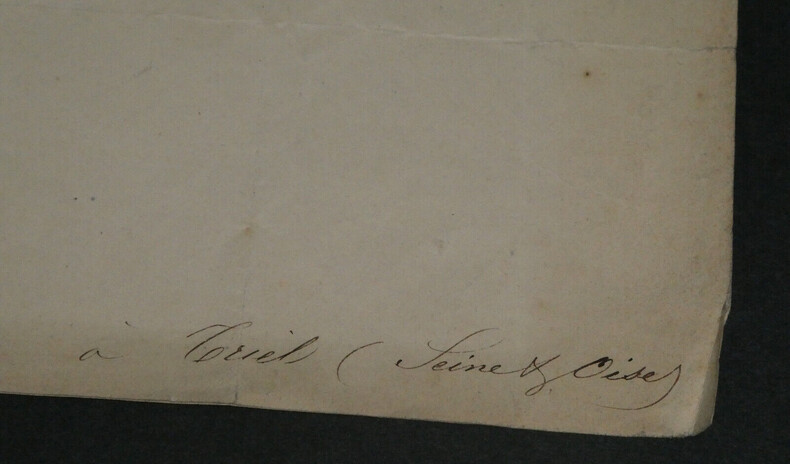 à Triel (Seine & Oise)